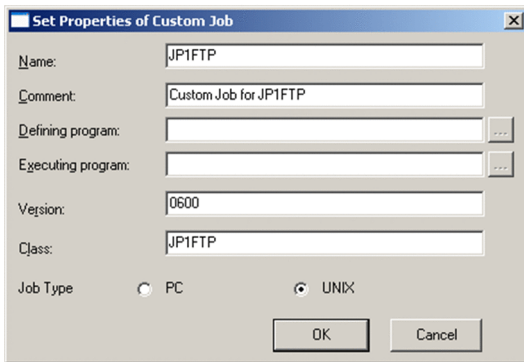 Set Properties of Custom Job
Name: JP1FTP
Comment: Custom Job for JP1FTP
Defining program: ...
Executing program: ...
Version: 0600
Class: JP1FTP
Job Type PC UNIX
OK Cancel